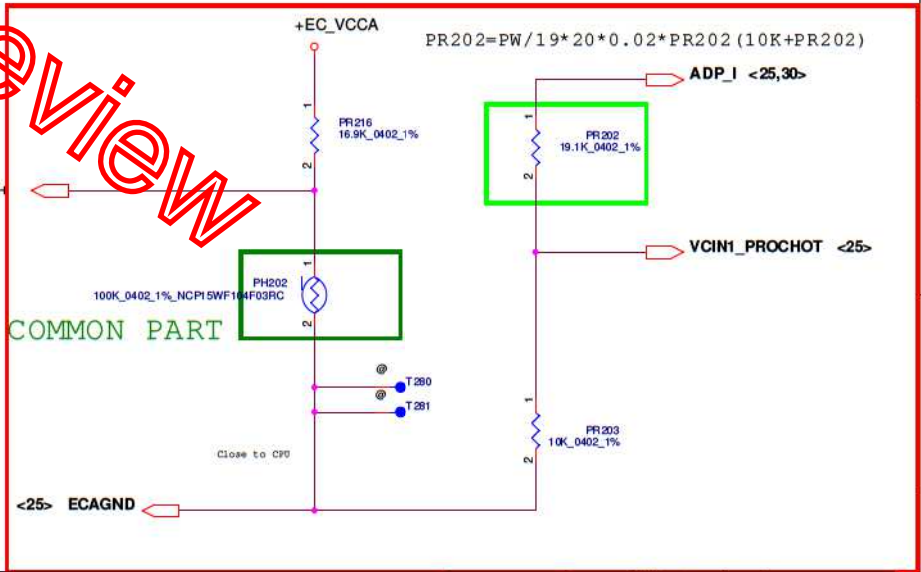 +EC_VCCA
PR202=PW/19*20*0.02*PR202(10K+PR202)
ADP_I <25,30>
eview
1
PR216
16.9K_0402_1%
2
1
PR202
19.1K_0402_1%
2
VCIN1_PROCHOT <25>
1
PH202
100K_0402_1%_NCP15WF104F03RC
2
COMMON PART
@
T280
@
T281
1
PR203
10K_0402_1%
2
Close to CPU
<25> ECAGND